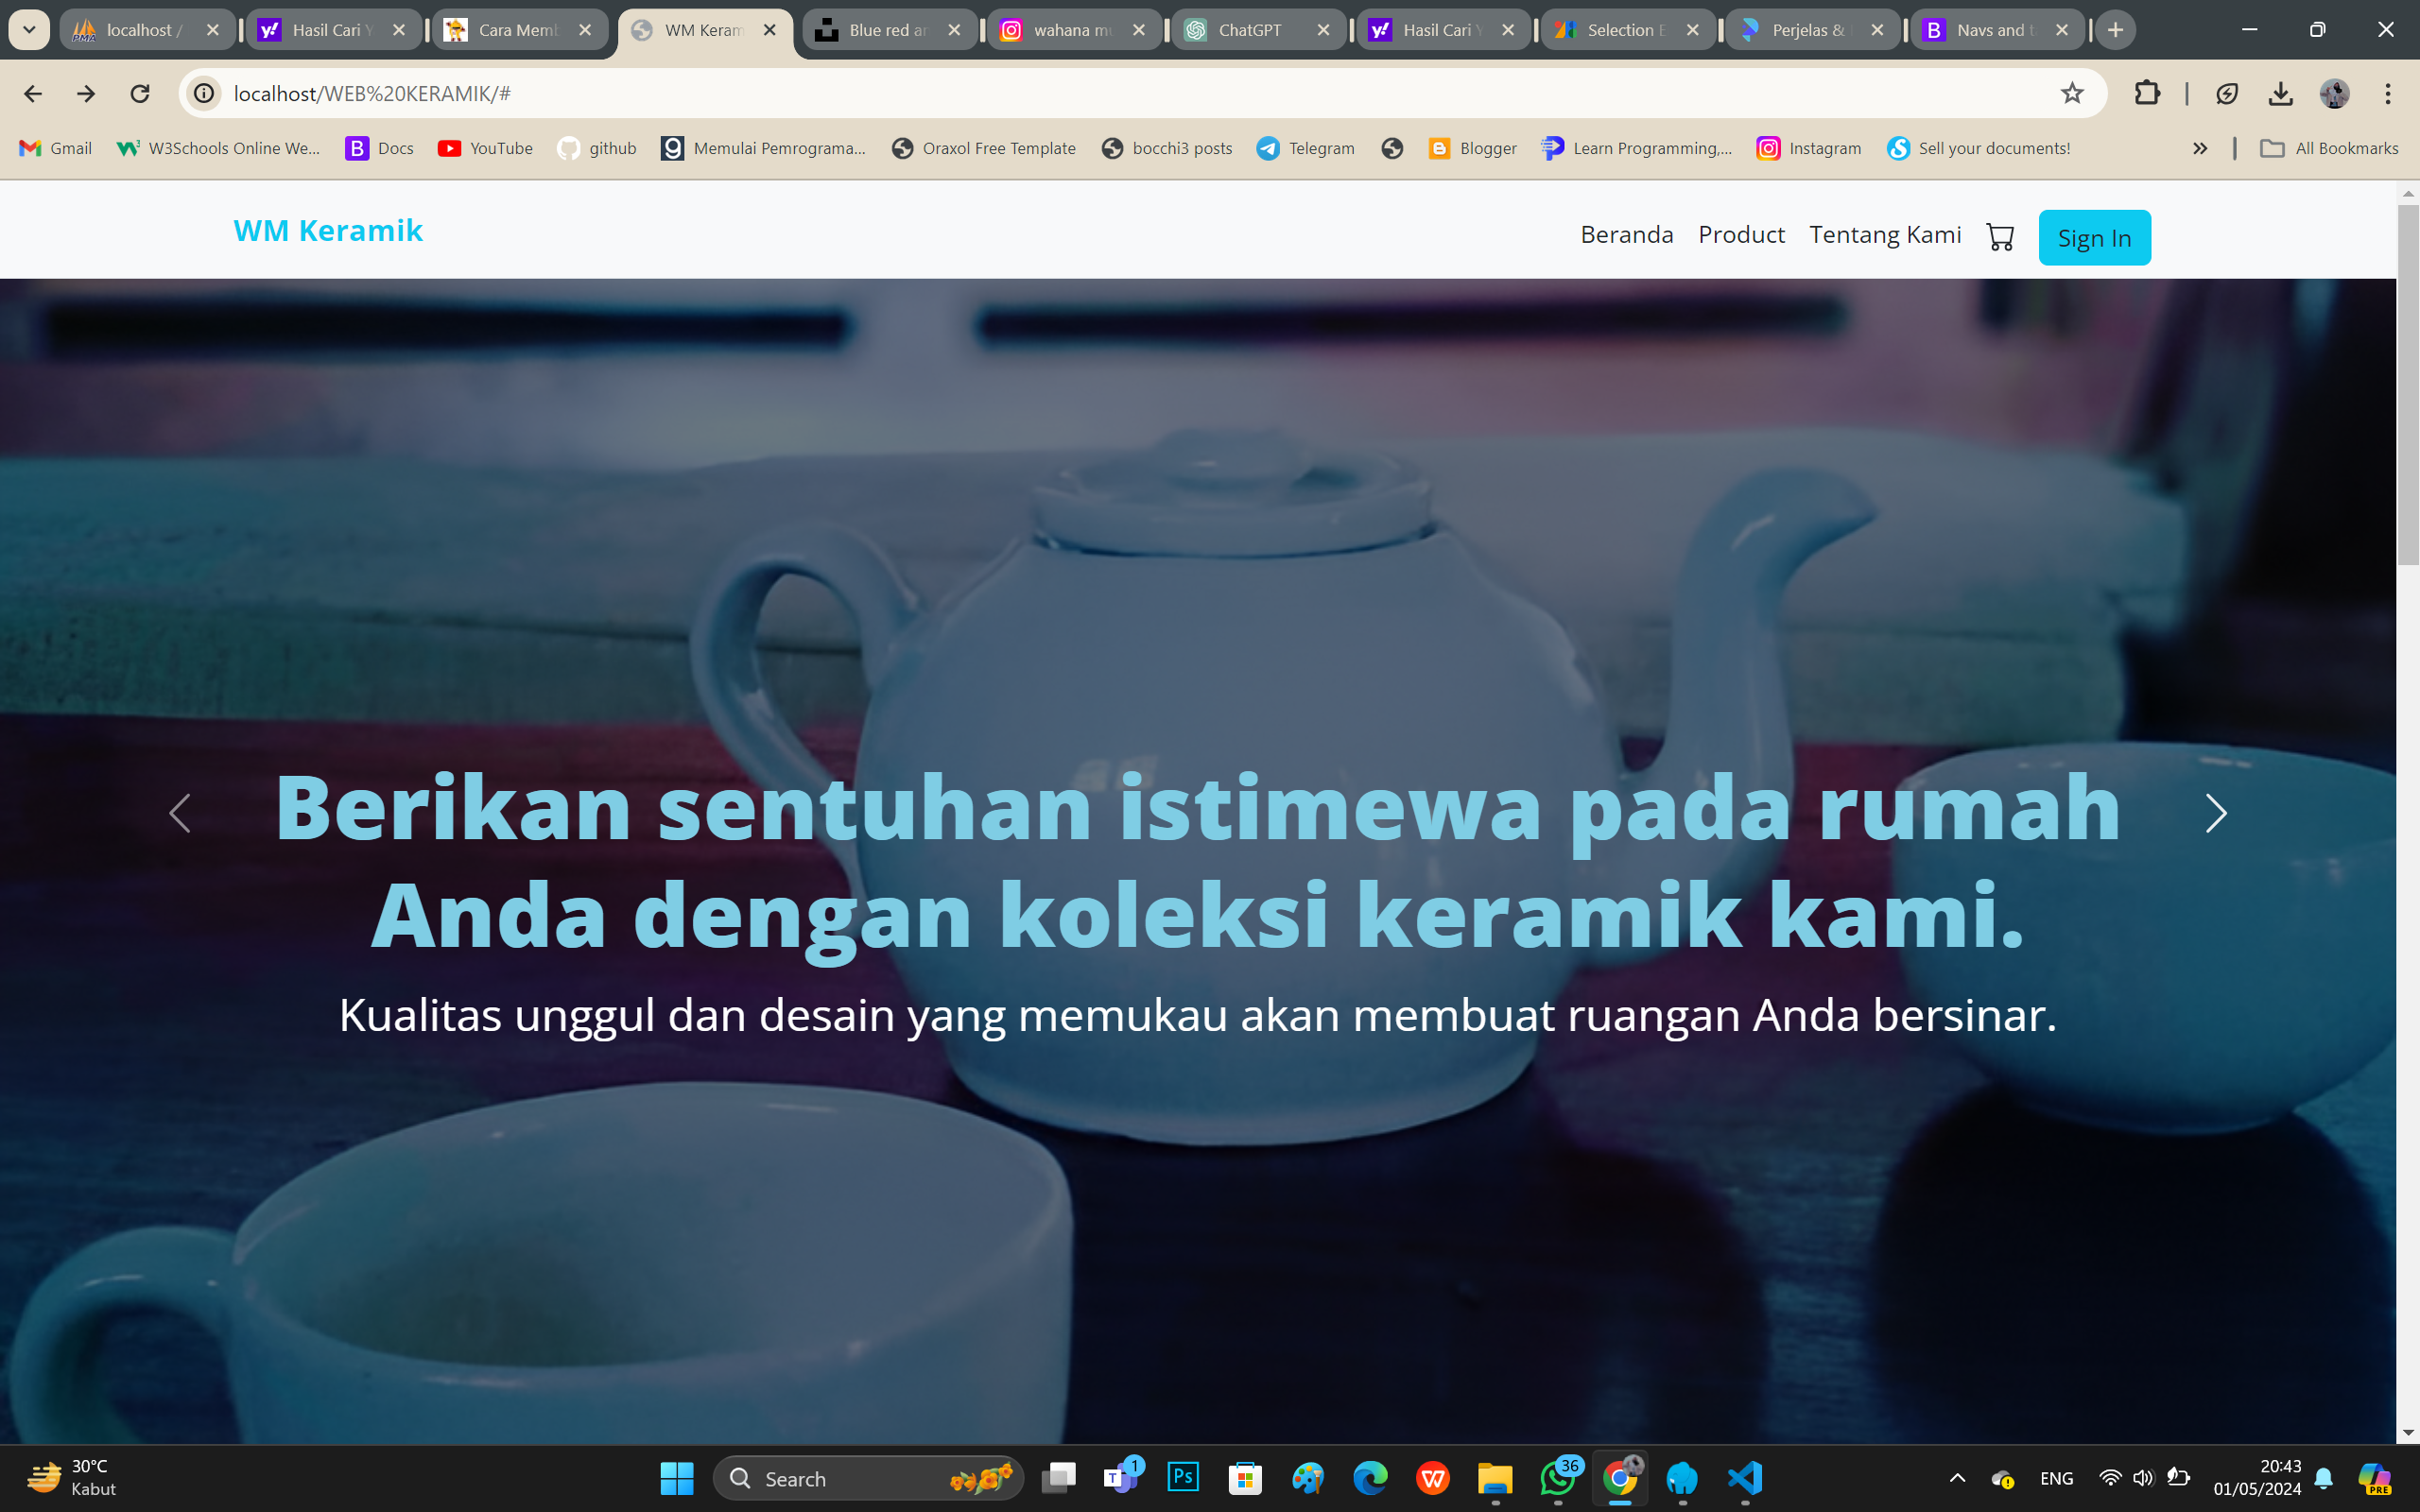 localhost /
Hasil Cari Y
Cara Memb
WM Keram
Blue red ar
wahana mu
ChatGPT
Hasil Cari Y
Selection E
Perjelas &
Navs and t
localhost/WEB%20KERAMIK/#
Gmail
W3Schools Online We...
Docs
YouTube
github
Memulai Pemrograma...
Oraxol Free Template
bocchi3 posts
Telegram
Blogger
Learn Programming,...
Instagram
Sell your documents!
All Bookmarks
WM Keramik
Beranda
Product
Tentang Kami
Sign In
Berikan sentuhan istimewa pada rumah
Anda dengan koleksi keramik kami.
Kualitas unggul dan desain yang memukau akan membuat ruangan Anda bersinar.
30°C
Kabut
Search
1
Ps
36
ENG
20:43
01/05/2024
PRE